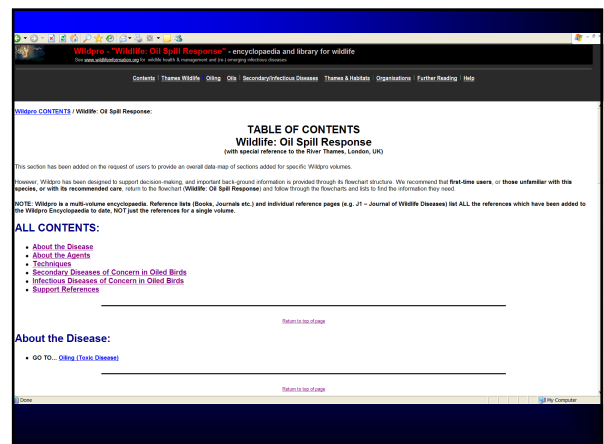 Wildpro - "Wildlife: Oil Spill Response" - encyclopaedia and library for wildlife
See www.wildlifeinformation.org for wildlife health & management and (re-) emerging infectious diseases
Contents | Thames Wildlife | Oiling | Oils | Secondary/Infectious Diseases | Thames & Habitats | Organisations | Further Reading | Help
Wildpro CONTENTS / Wildlife: Oil Spill Response:
TABLE OF CONTENTS
Wildlife: Oil Spill Response
(with special reference to the River Thames, London, UK)
This section has been added on the request of users to provide an overall data-map of sections added for specific Wildpro volumes.
However, Wildpro has been designed to support decision-making, and important back-ground information is provided through its flowchart structure. We recommend that first-time users, or those unfamiliar with this
species, or with its recommended care, return to the flowchart (Wildlife: Oil Spill Response) and follow through the flowcharts and lists to find the information they need.
NOTE: Wildpro is a multi-volume encyclopaedia. Reference lists (Books, Journals etc.) and individual reference pages (e.g. J1 – Journal of Wildlife Diseases) list ALL the references which have been added to
the Wildpro Encyclopaedia to date, NOT just the references for a single volume.
ALL CONTENTS:
• About the Disease
• About the Agents
• Techniques
• Secondary Diseases of Concern in Oiled Birds
• Infectious Diseases of Concern in Oiled Birds
• Support References
Return to top of page
About the Disease:
• GO TO... Oiling (Toxic Disease)
Return to top of page
Done
My Computer